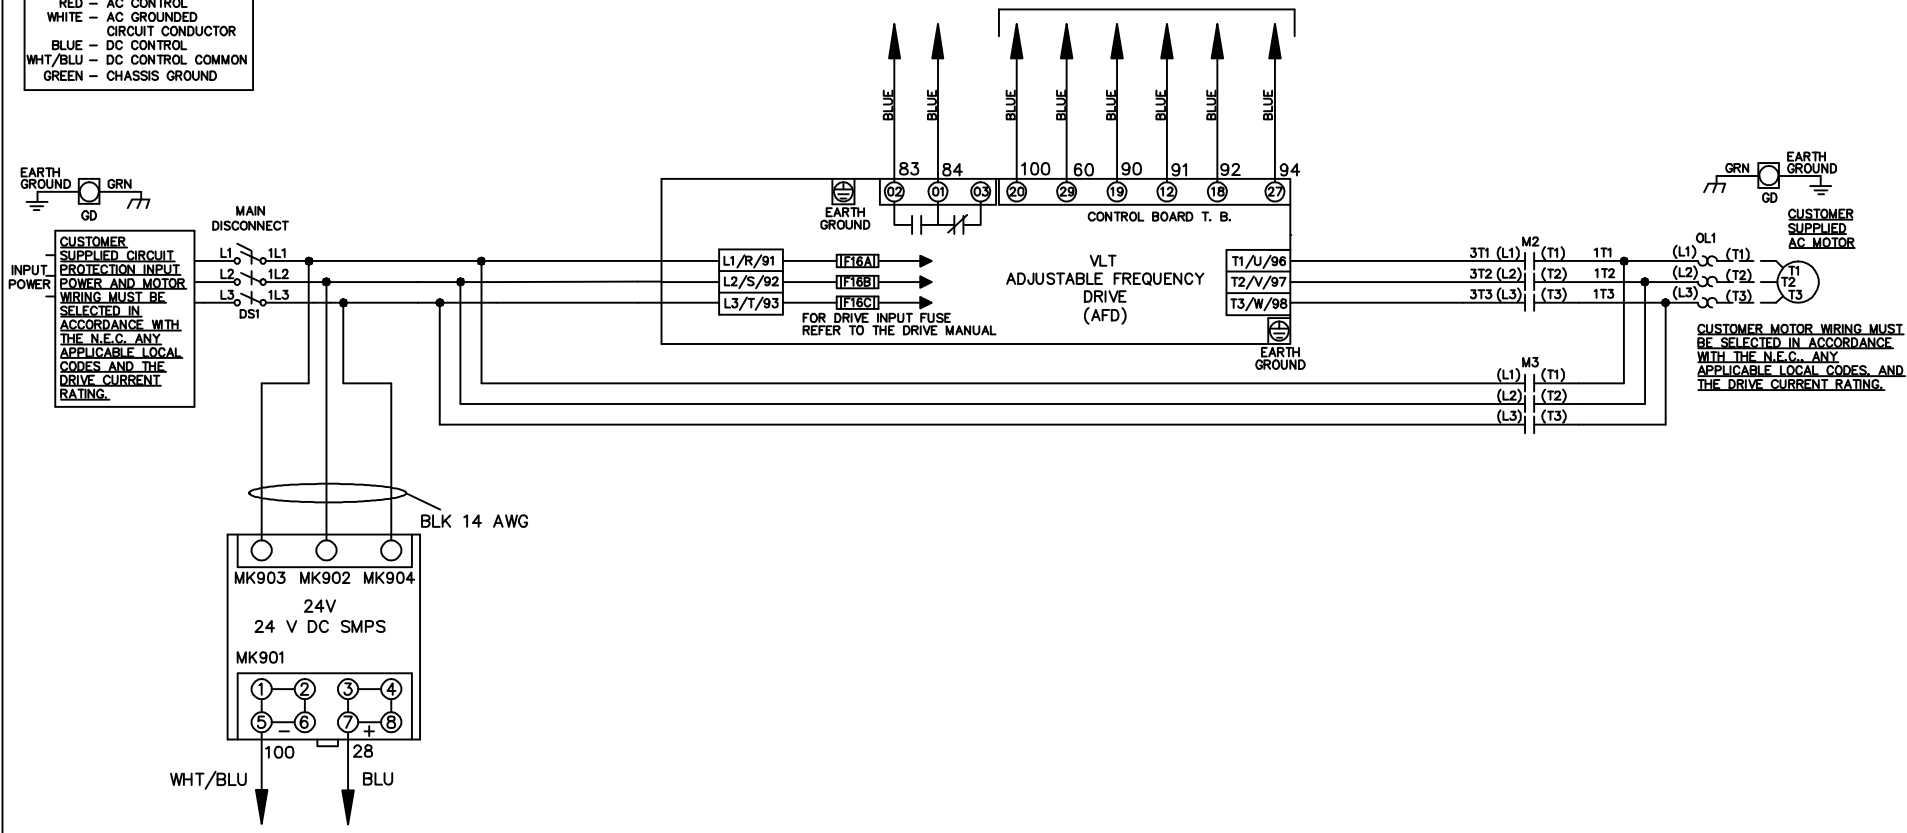 RED – AC CONTROL
WHITE – AC GROUNDED
CIRCUIT CONDUCTOR
BLUE – DC CONTROL
WHT/BLU – DC CONTROL COMMON
GREEN – CHASSIS GROUND
BLUE
BLUE
BLUE
BLUE
BLUE
BLUE
BLUE
BLUE
83
84
100
60
90
91
92
94
02
01
03
20
29
19
12
18
27
EARTH
GROUND
GRN
GD
MAIN
DISCONNECT
INPUT
POWER
CUSTOMER
SUPPLIED CIRCUIT
PROTECTION INPUT
POWER AND MOTOR
WIRING MUST BE
SELECTED IN
ACCORDANCE WITH
THE N.E.C. ANY
APPLICABLE LOCAL
CODES AND THE
DRIVE CURRENT
RATING.
L1
1L1
L2
1L2
L3
1L3
DS1
EARTH
GROUND
CONTROL BOARD T. B.
L1/R/91
L2/S/92
L3/T/93
F16A
F16B
F16C
FOR DRIVE INPUT FUSE
REFER TO THE DRIVE MANUAL
VLT
ADJUSTABLE FREQUENCY
DRIVE
(AFD)
T1/U/96
T2/V/97
T3/W/98
EARTH
GROUND
M2
3T1 (L1) (T1) 1T1
3T2 (L2) (T2) 1T2
3T3 (L3) (T3) 1T3
M3
(L1) (T1)
(L2) (T2)
(L3) (T3)
OL1
(L1) (T1)
(L2) (T2)
(L3) (T3)
T1
T2
T3
GRN
EARTH
GROUND
GD
CUSTOMER
SUPPLIED
AC MOTOR
CUSTOMER MOTOR WIRING MUST
BE SELECTED IN ACCORDANCE
WITH THE N.E.C., ANY
APPLICABLE LOCAL CODES, AND
THE DRIVE CURRENT RATING.
BLK 14 AWG
MK903 MK902 MK904
24V
24 V DC SMPS
MK901
1 2 3 4
5 6 7 8
– +
100
28
WHT/BLU
BLU